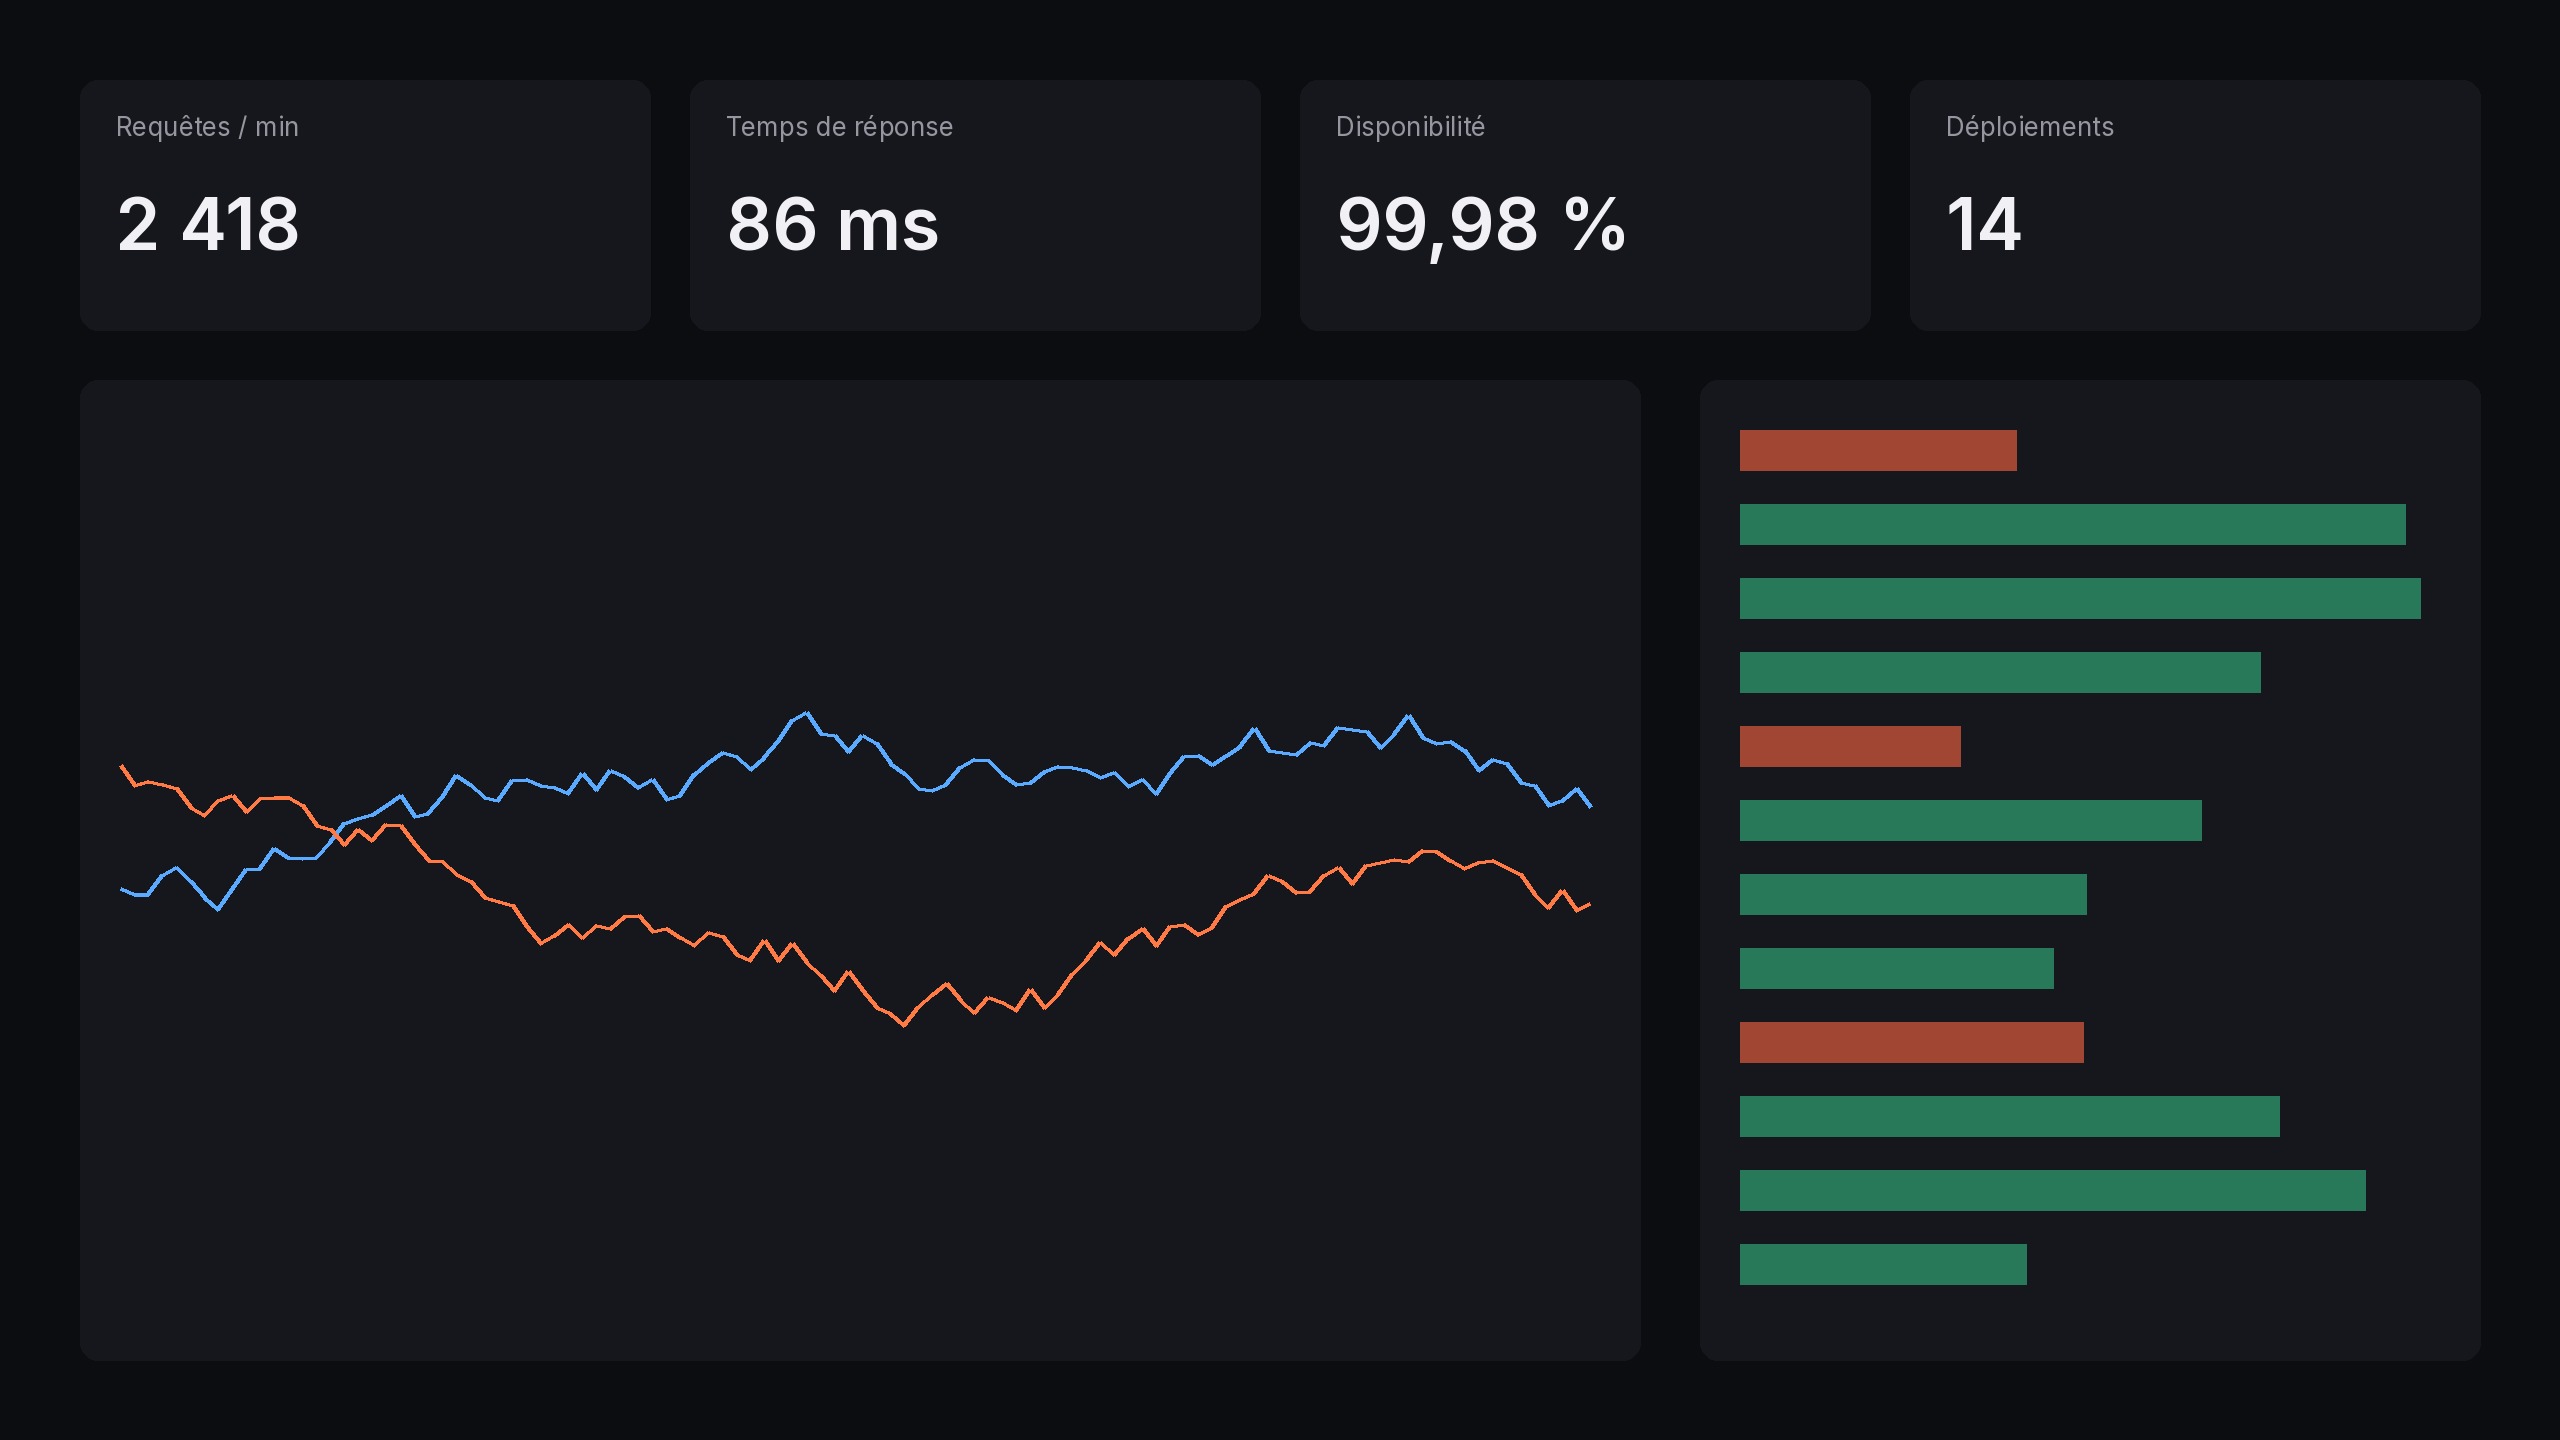 Requêtes / min
2 418
Temps de réponse
86 ms
Disponibilité
99,98 %
Déploiements
14